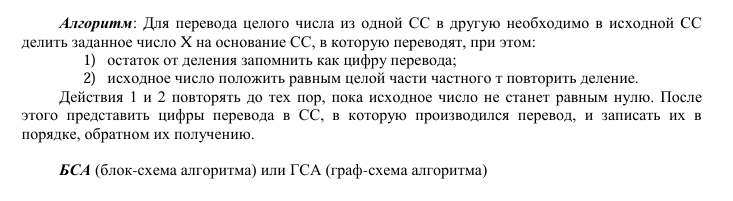 Алгоритм: Для перевода целого числа из одной СС в другую необходимо в исходной СС
делить заданное число X на основание СС, в которую переводят, при этом:
1) остаток от деления запомнить как цифру перевода;
2) исходное число положить равным целой части частного т повторить деление.
Действия 1 и 2 повторять до тех пор, пока исходное число не станет равным нулю. После
этого представить цифры перевода в СС, в которую производился перевод, и записать их в
порядке, обратном их получению.
БСА (блок-схема алгоритма) или ГСА (граф-схема алгоритма)